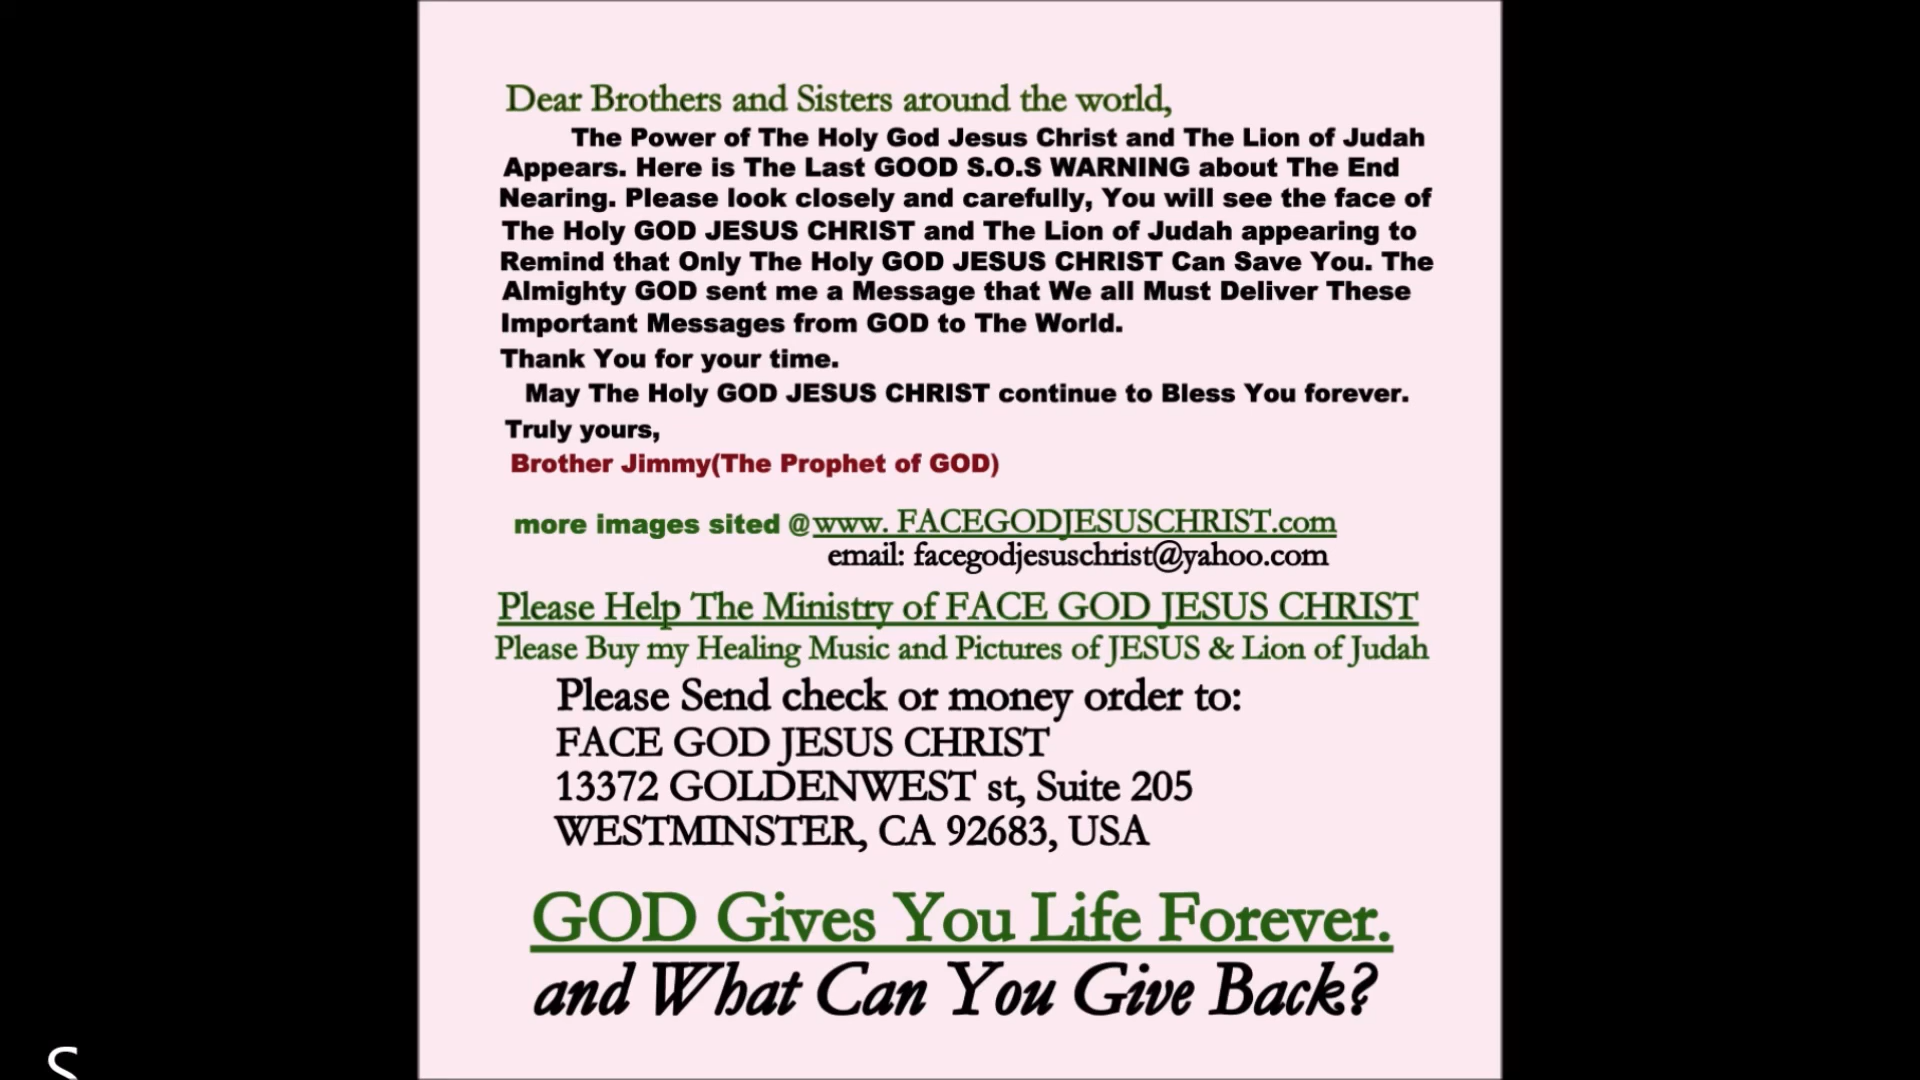 Dear Brothers and Sisters around the world,
The Power of The Holy God Jesus Christ and The Lion of Judah
Appears. Here is The Last GOOD S.O.S WARNING about The End
Nearing. Please look closely and carefully, You will see the face of
The Holy GOD JESUS CHRIST and The Lion of Judah appearing to
Remind that Only The Holy GOD JESUS CHRIST Can Save You. The
Almighty GOD sent me a Message that We all Must Deliver These
Important Messages from GOD to The World.
Thank You for your time.
May The Holy GOD JESUS CHRIST continue to Bless You forever.
Truly yours,
Brother Jimmy(The Prophet of GOD)
more images sited @www. FACEGODJESUSCHRIST.com
email: facegodjesuschrist@yahoo.com
Please Help The Ministry of FACE GOD JESUS CHRIST
Please Buy my Healing Music and Pictures of JESUS & Lion of Judah
Please Send check or money order to:
FACE GOD JESUS CHRIST
13372 GOLDENWEST st, Suite 205
WESTMINSTER, CA 92683, USA
GOD Gives You Life Forever.
and What Can You Give Back?
S